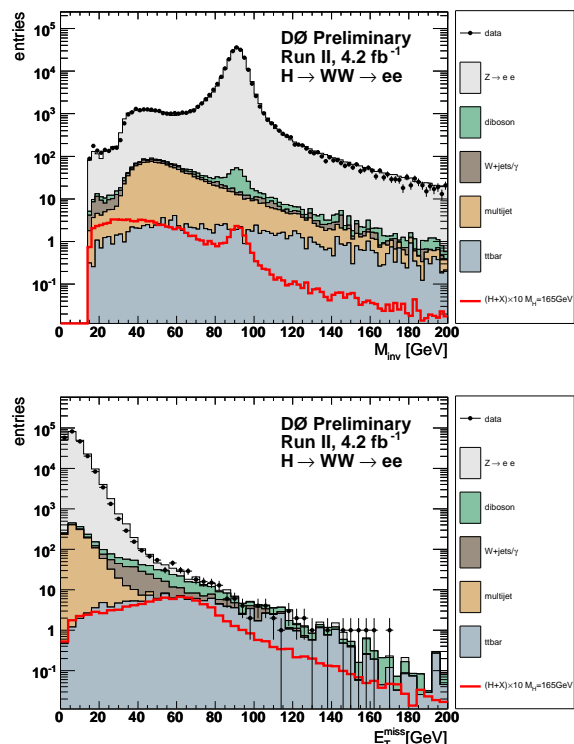 entries
DØ Preliminary
Run II, 4.2 fb⁻¹
H → WW → ee
10⁵
10⁴
10³
10²
10
1
10⁻¹
0 20 40 60 80 100 120 140 160 180 200
M_inv [GeV]
data
Z → e e
diboson
W+jets/γ
multijet
ttbar
(H+X)×10 M_H=165GeV
entries
DØ Preliminary
Run II, 4.2 fb⁻¹
H → WW → ee
10⁵
10⁴
10³
10²
10
1
10⁻¹
0 20 40 60 80 100 120 140 160 180 200
E_T^miss [GeV]
data
Z → e e
diboson
W+jets/γ
multijet
ttbar
(H+X)×10 M_H=165GeV